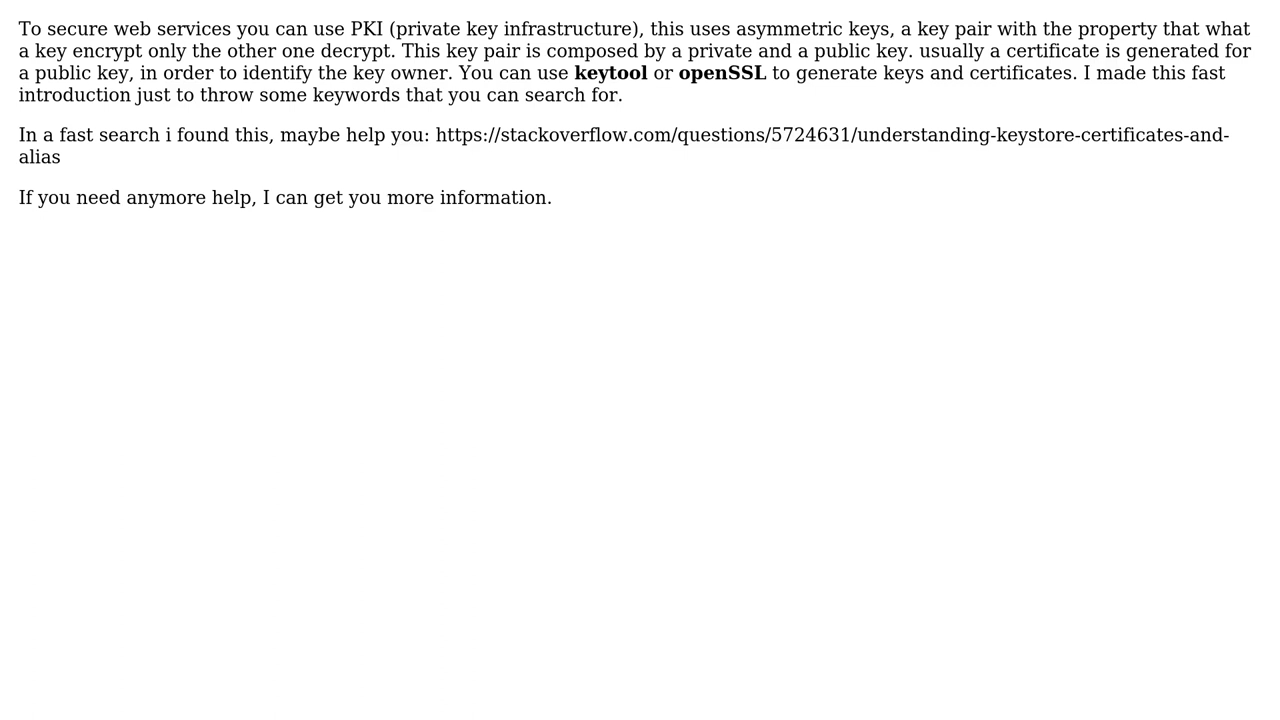 To secure web services you can use PKI (private key infrastructure), this uses asymmetric keys, a key pair with the property that what
a key encrypt only the other one decrypt. This key pair is composed by a private and a public key. usually a certificate is generated for
a public key, in order to identify the key owner. You can use keytool or openSSL to generate keys and certificates. I made this fast
introduction just to throw some keywords that you can search for.
In a fast search i found this, maybe help you: https://stackoverflow.com/questions/5724631/understanding-keystore-certificates-and-
alias
If you need anymore help, I can get you more information.